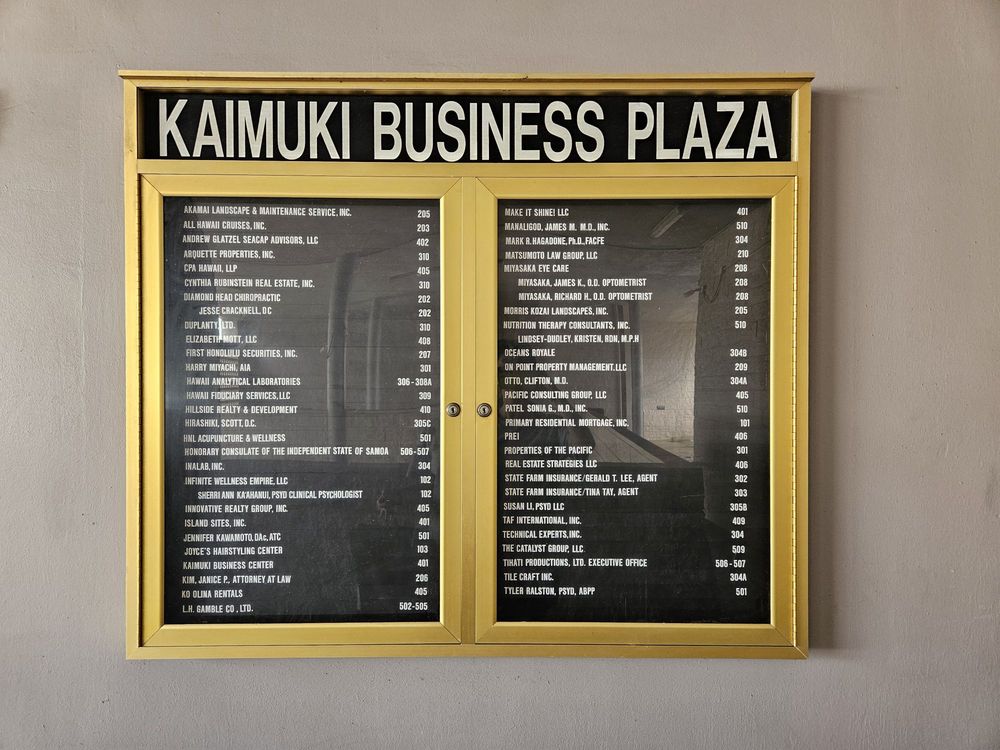 KAIMUKI BUSINESS PLAZA
AKAMAI LANDSCAPE & MAINTENANCE SERVICE, INC. 205
ALL HAWAII CRUISES, INC. 203
ANDREW GLATZEL SEACAP ADVISORS, LLC 402
ARQUETTE PROPERTIES, INC. 310
CPA HAWAII, LLP 405
CYNTHIA RUBINSTEIN REAL ESTATE, INC. 310
DIAMOND HEAD CHIROPRACTIC 202
JESSE CRACKNELL, DC 202
DUPLANTY, LTD. 310
ELIZABETH MOTT, LLC 408
FIRST HONOLULU SECURITIES, INC. 207
HARRY MIYACHI, AIA 301
HAWAII ANALYTICAL LABORATORIES 306-308A
HAWAII FIDUCIARY SERVICES, LLC 309
HILLSIDE REALTY & DEVELOPMENT 410
HIRASHIKI, SCOTT, D.C. 305C
HNL ACUPUNCTURE & WELLNESS 501
HONORARY CONSULATE OF THE INDEPENDENT STATE OF SAMOA 506-507
INALAB, INC. 304
INFINITE WELLNESS EMPIRE, LLC 102
SHERRI ANN KA'AHANUI, PSYD CLINICAL PSYCHOLOGIST 102
INNOVATIVE REALTY GROUP, INC. 405
ISLAND SITES, INC. 401
JENNIFER KAWAMOTO, DAc, ATC 501
JOYCE'S HAIRSTYLING CENTER 103
KAIMUKI BUSINESS CENTER 401
KIM, JANICE P., ATTORNEY AT LAW 206
KO OLINA RENTALS 405
L.H. GAMBLE CO., LTD. 502-505
MAKE IT SHINE! LLC 401
MANALIGOD, JAMES M. M.D., INC. 510
MARK R. HAGADONE, Ph.D., FACFE 304
MATSUMOTO LAW GROUP, LLC 210
MIYASAKA EYE CARE 208
MIYASAKA, JAMES K., O.D. OPTOMETRIST 208
MIYASAKA, RICHARD H., O.D. OPTOMETRIST 208
MORRIS KOZAI LANDSCAPES, INC. 205
NUTRITION THERAPY CONSULTANTS, INC. 510
LINDSEY-DUDLEY, KRISTEN, RDN, M.P.H
OCEANS ROYALE 304B
ON POINT PROPERTY MANAGEMENT, LLC 209
OTTO, CLIFTON, M.D. 304A
PACIFIC CONSULTING GROUP, LLC 405
PATEL SONIA G., M.D., INC. 510
PRIMARY RESIDENTIAL MORTGAGE, INC. 101
PREI 406
PROPERTIES OF THE PACIFIC 301
REAL ESTATE STRATEGIES LLC 406
STATE FARM INSURANCE/GERALD T. LEE, AGENT 302
STATE FARM INSURANCE/TINA TAY, AGENT 303
SUSAN LI, PSYD LLC 305B
TAF INTERNATIONAL, INC. 409
TECHNICAL EXPERTS, INC. 304
THE CATALYST GROUP, LLC 509
TIHATI PRODUCTIONS, LTD. EXECUTIVE OFFICE 506-507
TILE CRAFT INC. 304A
TYLER RALSTON, PSYD, ABPP 501